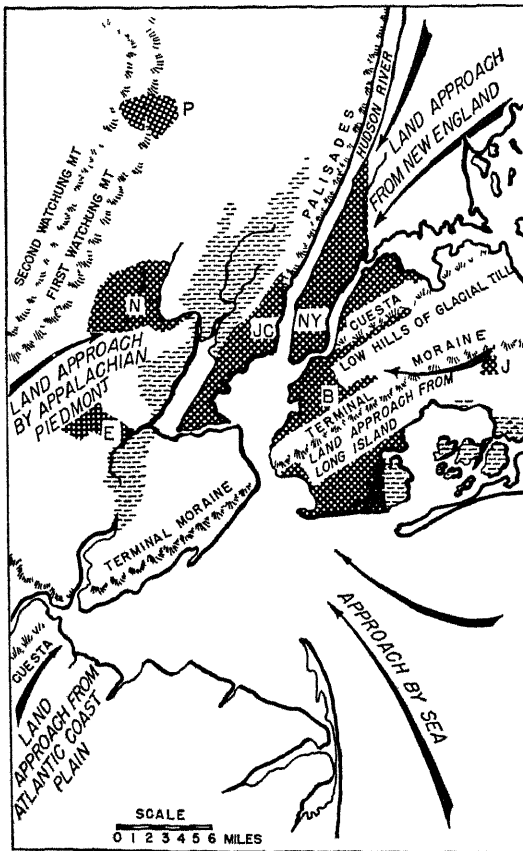 P
SECOND WATCHUNG MT
FIRST WATCHUNG MT
PALISADES
HUDSON RIVER
LAND APPROACH
FROM NEW ENGLAND
N
JC
NY
CUESTA
LOW HILLS OF GLACIAL TILL
MORAINE
J
LAND APPROACH
BY APPALACHIAN
PIEDMONT
E
B
TERMINAL
LAND APPROACH FROM
LONG ISLAND
TERMINAL MORAINE
CUESTA
LAND
APPROACH FROM
ATLANTIC COAST
PLAIN
APPROACH BY SEA
SCALE
0 1 2 3 4 5 6 MILES